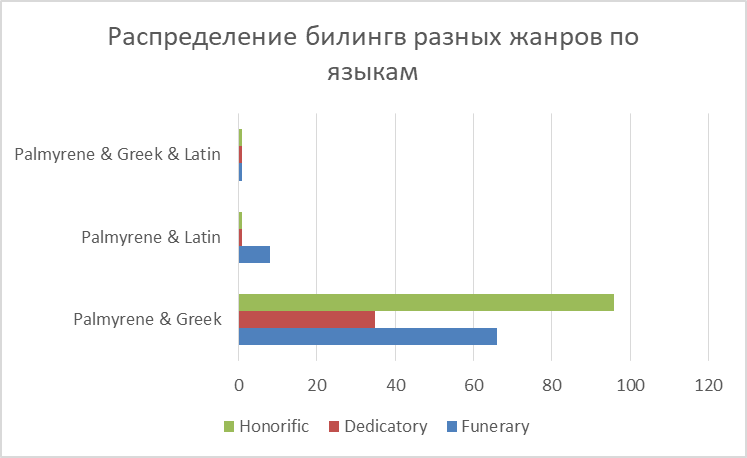 Распределение билингв разных жанров по
языкам
Palmyrene & Greek & Latin
Palmyrene & Latin
Palmyrene & Greek
0 20 40 60 80 100 120
Honorific Dedicatory Funerary